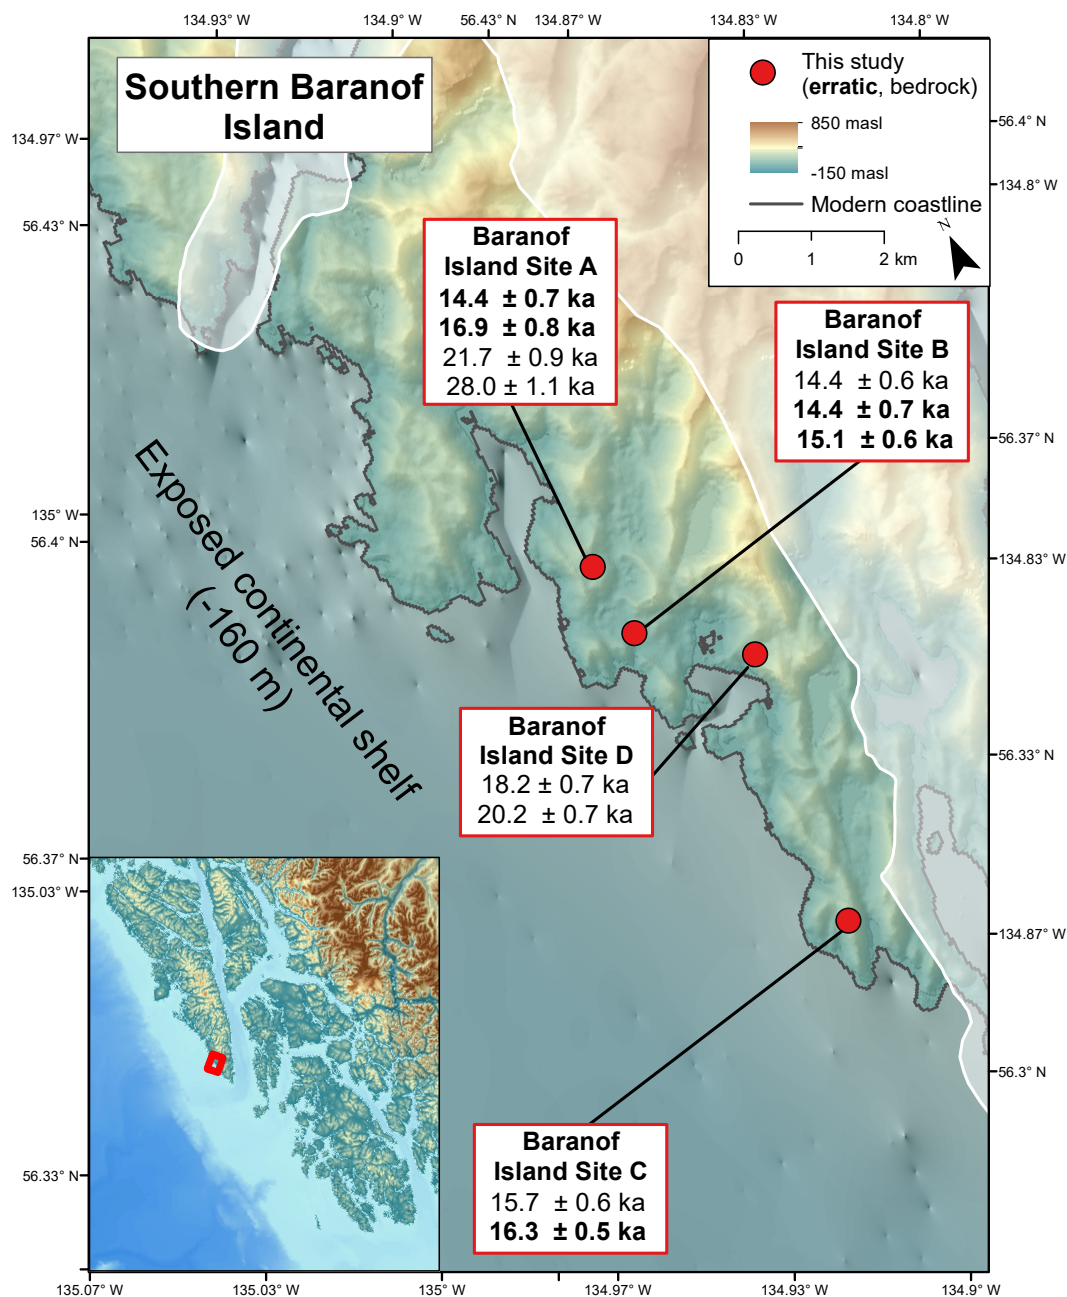 134.93° W
134.9° W
56.43° N
134.87° W
134.83° W
134.8° W
Southern Baranof
Island
This study
(erratic, bedrock)
850 masl
-150 masl
Modern coastline
N
0 1 2 km
134.97° W
56.43° N
135° W
56.4° N
56.37° N
135.03° W
56.33° N
56.4° N
134.8° W
56.37° N
134.83° W
56.33° N
134.87° W
56.3° N
Baranof
Island Site A
14.4 ± 0.7 ka
16.9 ± 0.8 ka
21.7 ± 0.9 ka
28.0 ± 1.1 ka
Baranof
Island Site B
14.4 ± 0.6 ka
14.4 ± 0.7 ka
15.1 ± 0.6 ka
Exposed continental shelf
(-160 m)
Baranof
Island Site D
18.2 ± 0.7 ka
20.2 ± 0.7 ka
Baranof
Island Site C
15.7 ± 0.6 ka
16.3 ± 0.5 ka
135.07° W
135.03° W
135° W
134.97° W
134.93° W
134.9° W